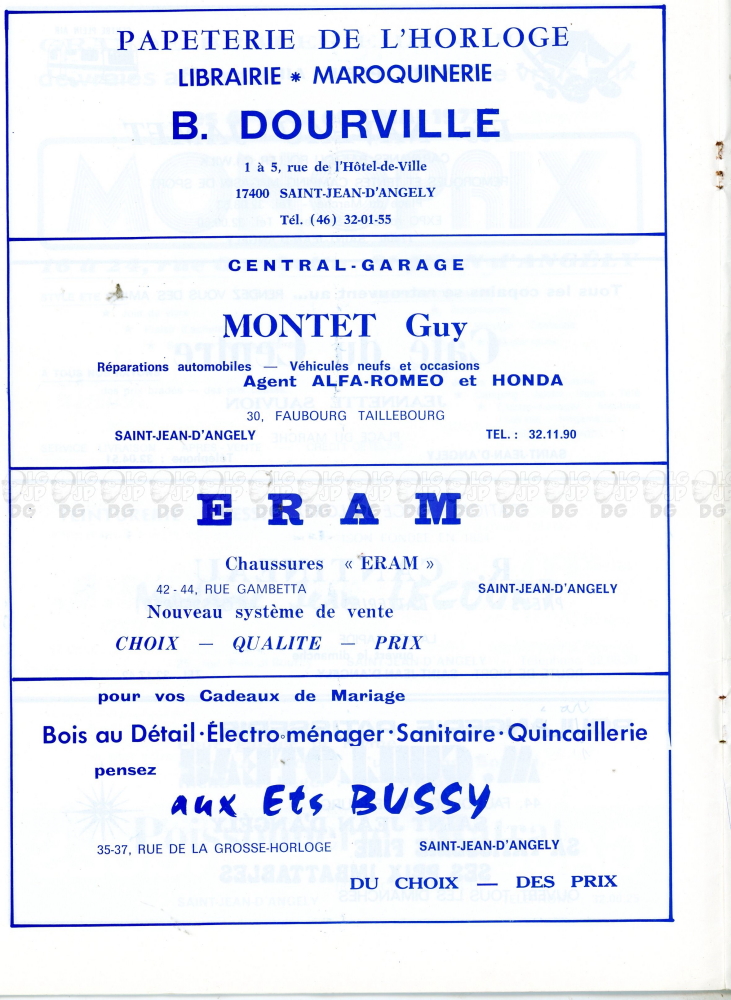 PAPETERIE DE L'HORLOGE
LIBRAIRIE * MAROQUINERIE
B. DOURVILLE
1 à 5, rue de l'Hôtel-de-Ville
17400 SAINT-JEAN-D'ANGELY
Tél. (46) 32-01-55
CENTRAL-GARAGE
MONTET Guy
Réparations automobiles — Véhicules neufs et occasions
Agent ALFA-ROMEO et HONDA
30, FAUBOURG TAILLEBOURG
SAINT-JEAN-D'ANGELY TEL. : 32.11.90
ERAM
Chaussures « ERAM »
42-44, RUE GAMBETTA SAINT-JEAN-D'ANGELY
Nouveau système de vente
CHOIX — QUALITE — PRIX
pour vos Cadeaux de Mariage
Bois au Détail·Électro-ménager·Sanitaire·Quincaillerie
pensez
aux Ets BUSSY
35-37, RUE DE LA GROSSE-HORLOGE SAINT-JEAN-D'ANGELY
DU CHOIX — DES PRIX